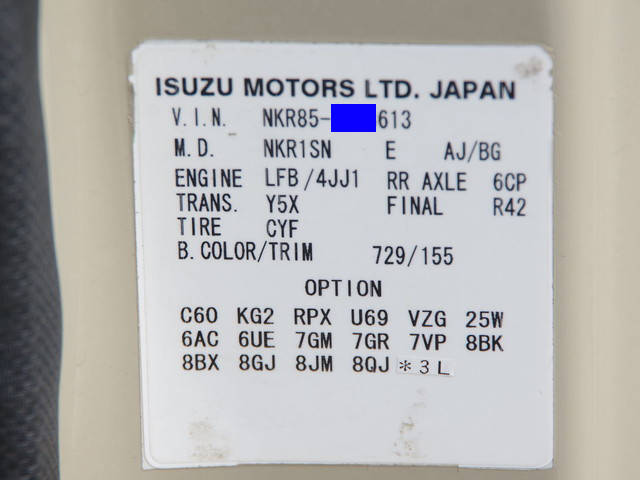 ISUZU MOTORS LTD. JAPAN
V.I.N. NKR85- 613
M.D. NKR1SN E AJ/BG
ENGINE LFB/4JJ1 RR AXLE 6CP
TRANS. Y5X FINAL R42
TIRE CYF
B.COLOR/TRIM 729/155
OPTION
C60 KG2 RPX U69 VZG 25W
6AC 6UE 7GM 7GR 7VP 8BK
8BX 8GJ 8JM 8QJ *3L